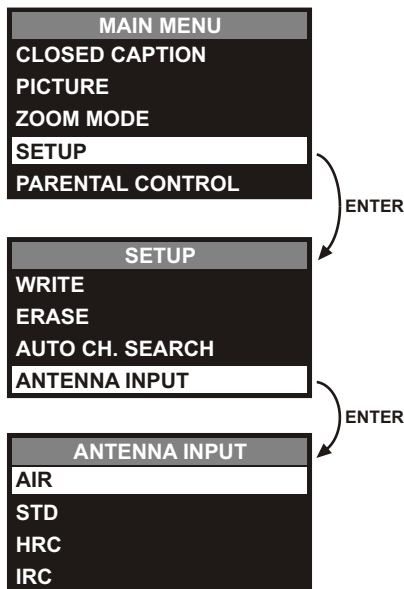 MAIN MENU
CLOSED CAPTION
PICTURE
ZOOM MODE
SETUP
PARENTAL CONTROL
ENTER
SETUP
WRITE
ERASE
AUTO CH. SEARCH
ANTENNA INPUT
ENTER
ANTENNA INPUT
AIR
STD
HRC
IRC